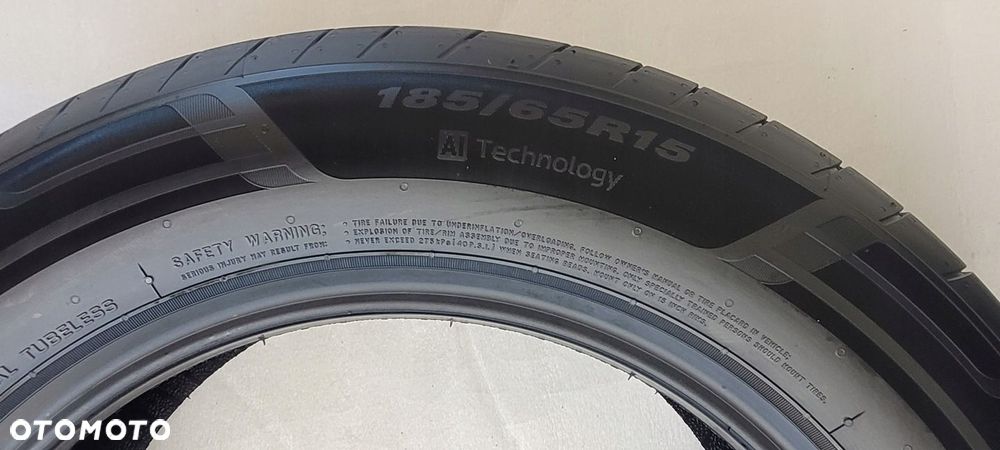 185/65R15
AI Technology
SAFETY WARNING:
SERIOUS INJURY MAY RESULT FROM:
• TIRE FAILURE DUE TO UNDERINFLATION/OVERLOADING. FOLLOW OWNER'S MANUAL OR TIRE PLACARD IN VEHICLE;
• EXPLOSION OF TIRE/RIM ASSEMBLY DUE TO IMPROPER MOUNTING. ONLY SPECIALLY TRAINED PERSONS SHOULD MOUNT TIRES.
• NEVER EXCEED 275kPa(40P.S.I.) WHEN SEATING BEADS. MOUNT ONLY ON 15 INCH RIMS.
TUBELESS
OTOMOTO